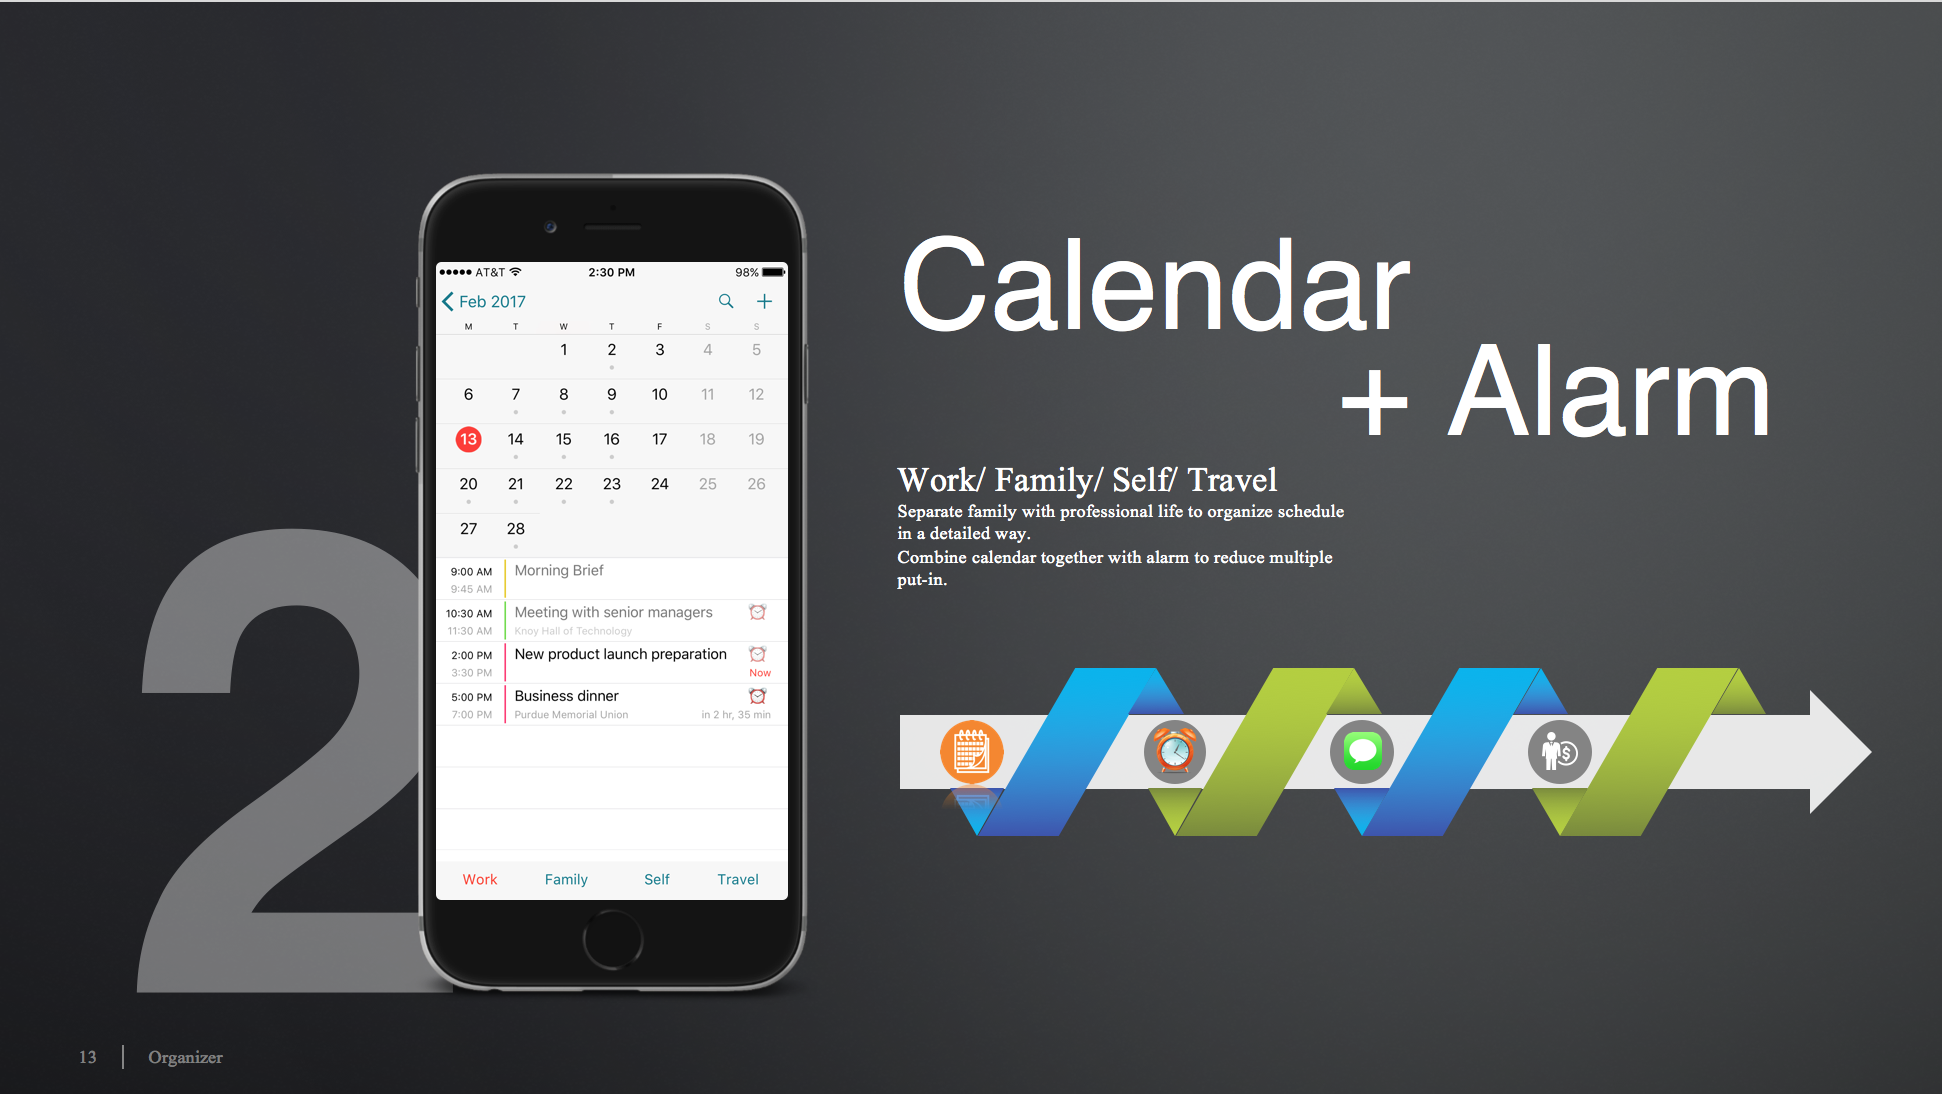 2
AT&T 2:30 PM 98%
Feb 2017
M T W T F S S
1 2 3 4 5
6 7 8 9 10 11 12
13 14 15 16 17 18 19
20 21 22 23 24 25 26
27 28
9:00 AM Morning Brief
9:45 AM
10:30 AM Meeting with senior managers
11:30 AM Knoy Hall of Technology
2:00 PM New product launch preparation
3:30 PM Now
5:00 PM Business dinner
7:00 PM Purdue Memorial Union in 2 hr, 35 min
Work Family Self Travel
Calendar
+ Alarm
Work/ Family/ Self/ Travel
Separate family with professional life to organize schedule
in a detailed way.
Combine calendar together with alarm to reduce multiple
put-in.
$
13 | Organizer